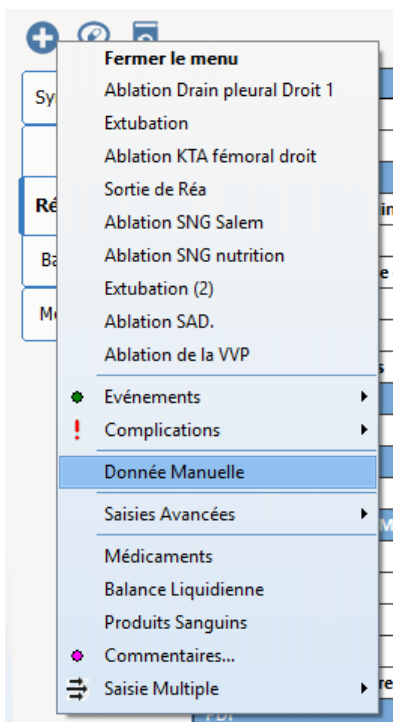 Fermer le menu
Ablation Drain pleural Droit 1
Extubation
Ablation KTA fémoral droit
Sortie de Réa
Ablation SNG Salem
Ablation SNG nutrition
Extubation (2)
Ablation SAD.
Ablation de la VVP
Evénements
Complications
Donnée Manuelle
Saisies Avancées
Médicaments
Balance Liquidienne
Produits Sanguins
Commentaires...
Saisie Multiple